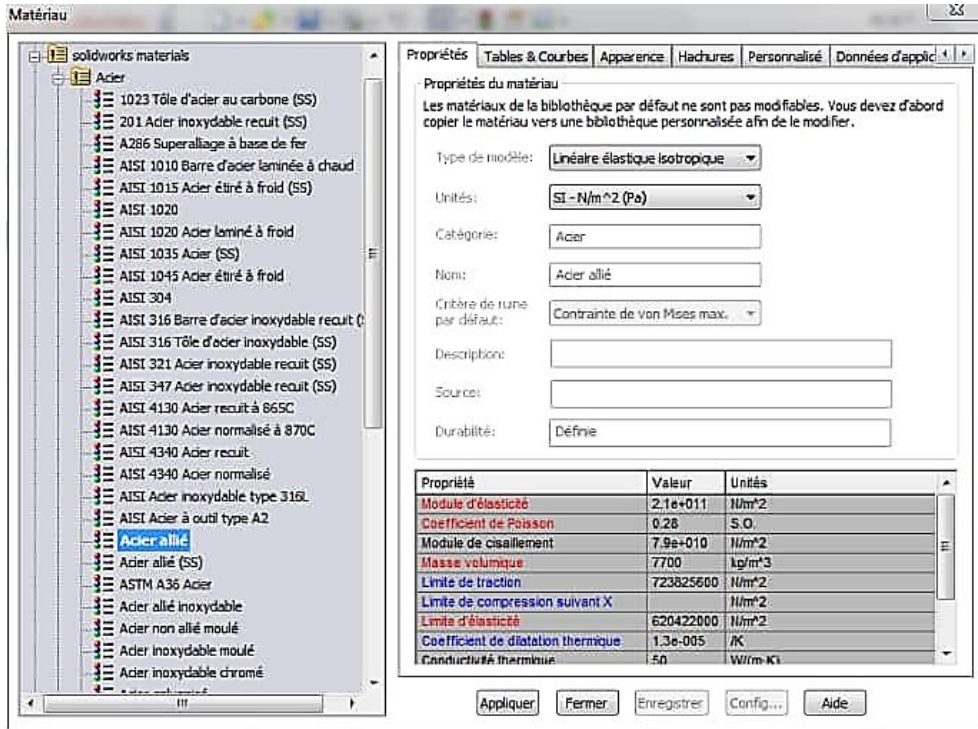 Matériau
solidworks materials
Acier
1023 Tôle d'acier au carbone (SS)
201 Acier inoxydable recuit (SS)
A286 Superalliage à base de fer
AISI 1010 Barre d'acier laminée à chaud
AISI 1015 Acier étiré à froid (SS)
AISI 1020
AISI 1020 Acier laminé à froid
AISI 1035 Acier (SS)
AISI 1045 Acier étiré à froid
AISI 304
AISI 316 Barre d'acier inoxydable recuit (
AISI 316 Tôle d'acier inoxydable (SS)
AISI 321 Acier inoxydable recuit (SS)
AISI 347 Acier inoxydable recuit (SS)
AISI 4130 Acier recuit à 865C
AISI 4130 Acier normalisé à 870C
AISI 4340 Acier recuit
AISI 4340 Acier normalisé
AISI Acier inoxydable type 316L
AISI Acier à outil type A2
Acier allié
Acier allié (SS)
ASTM A36 Acier
Acier allié inoxydable
Acier non allié moulé
Acier inoxydable moulé
Acier inoxydable chromé
Propriétés Tables & Courbes Apparence Hachures Personnalisé Données d'applic
Propriétés du matériau
Les matériaux de la bibliothèque par défaut ne sont pas modifiables. Vous devez d'abord
copier le matériau vers une bibliothèque personnalisée afin de le modifier.
Type de modèle: Linéaire élastique isotropique
Unités: SI - N/m^2 (Pa)
Catégorie: Acier
Nom: Acier allié
Critère de ruine
par défaut: Contrainte de von Mises max.
Description:
Source:
Durabilité: Définie
Propriété Valeur Unités
Module d'élasticité 2.1e+011 N/m^2
Coefficient de Poisson 0.28 S.O.
Module de cisaillement 7.9e+010 N/m^2
Masse volumique 7700 kg/m^3
Limite de traction 723825600 N/m^2
Limite de compression suivant X N/m^2
Limite d'élasticité 620422000 N/m^2
Coefficient de dilatation thermique 1.3e-005 /K
Conductivité thermique 50 W/(m·K)
Appliquer Fermer Enregistrer Config... Aide